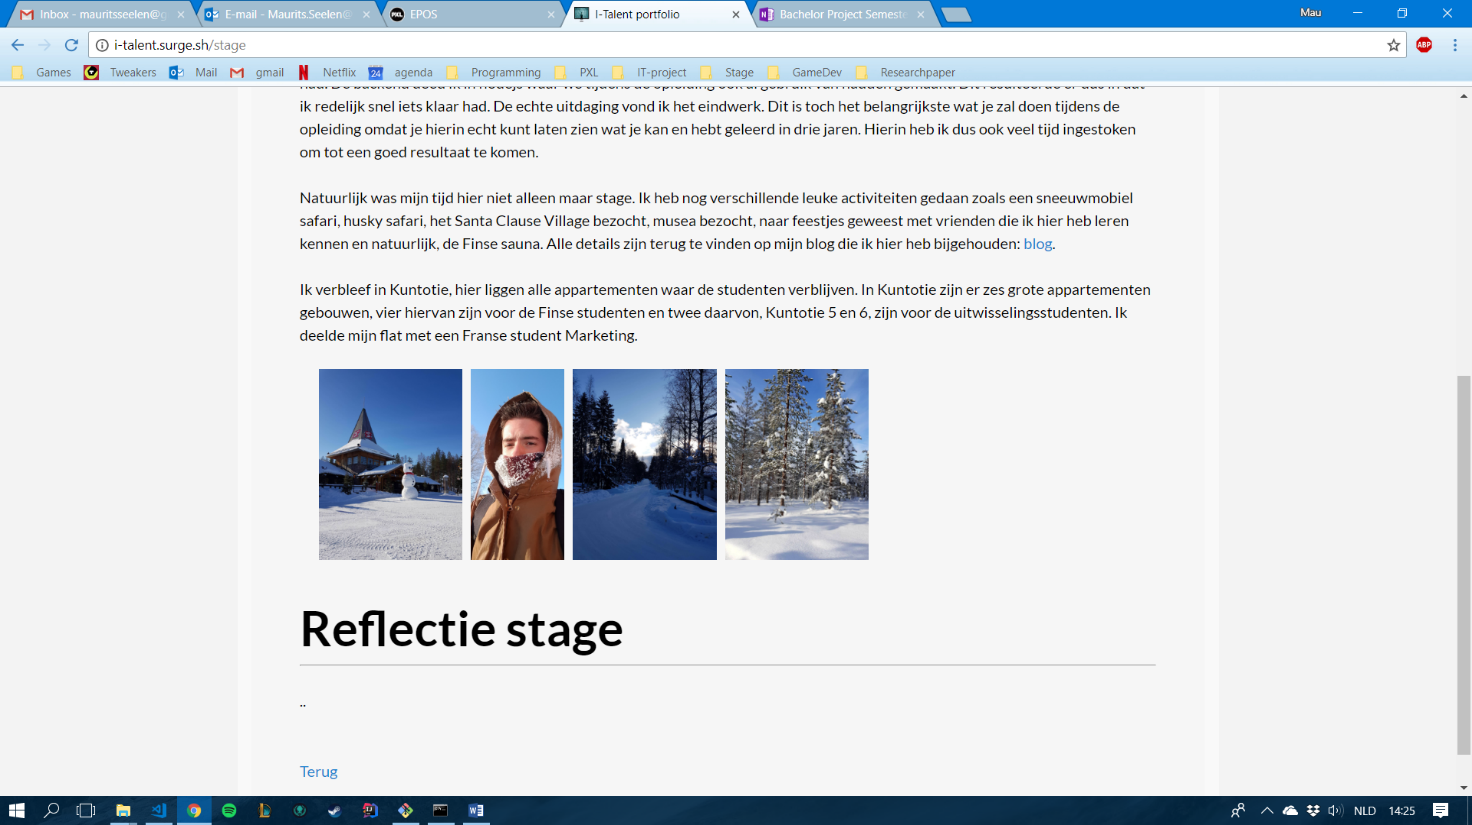 Inbox - mauritsseelen@g
E-mail - Maurits.Seelen@
EPOS
I-Talent portfolio
Bachelor Project Semeste
Mau
i-talent.surge.sh/stage
Games
Tweakers
Mail
gmail
Netflix
24
agenda
Programming
PXL
IT-project
Stage
GameDev
Researchpaper
ABP
ik redelijk snel iets klaar had. De echte uitdaging vond ik het eindwerk. Dit is toch het belangrijkste wat je zal doen tijdens de
opleiding omdat je hierin echt kunt laten zien wat je kan en hebt geleerd in drie jaren. Hierin heb ik dus ook veel tijd ingestoken
om tot een goed resultaat te komen.
Natuurlijk was mijn tijd hier niet alleen maar stage. Ik heb nog verschillende leuke activiteiten gedaan zoals een sneeuwmobiel
safari, husky safari, het Santa Clause Village bezocht, musea bezocht, naar feestjes geweest met vrienden die ik hier heb leren
kennen en natuurlijk, de Finse sauna. Alle details zijn terug te vinden op mijn blog die ik hier heb bijgehouden: blog.
Ik verbleef in Kuntotie, hier liggen alle appartementen waar de studenten verblijven. In Kuntotie zijn er zes grote appartementen
gebouwen, vier hiervan zijn voor de Finse studenten en twee daarvon, Kuntotie 5 en 6, zijn voor de uitwisselingsstudenten. Ik
deelde mijn flat met een Franse student Marketing.
Reflectie stage
..
Terug
NLD
14:25